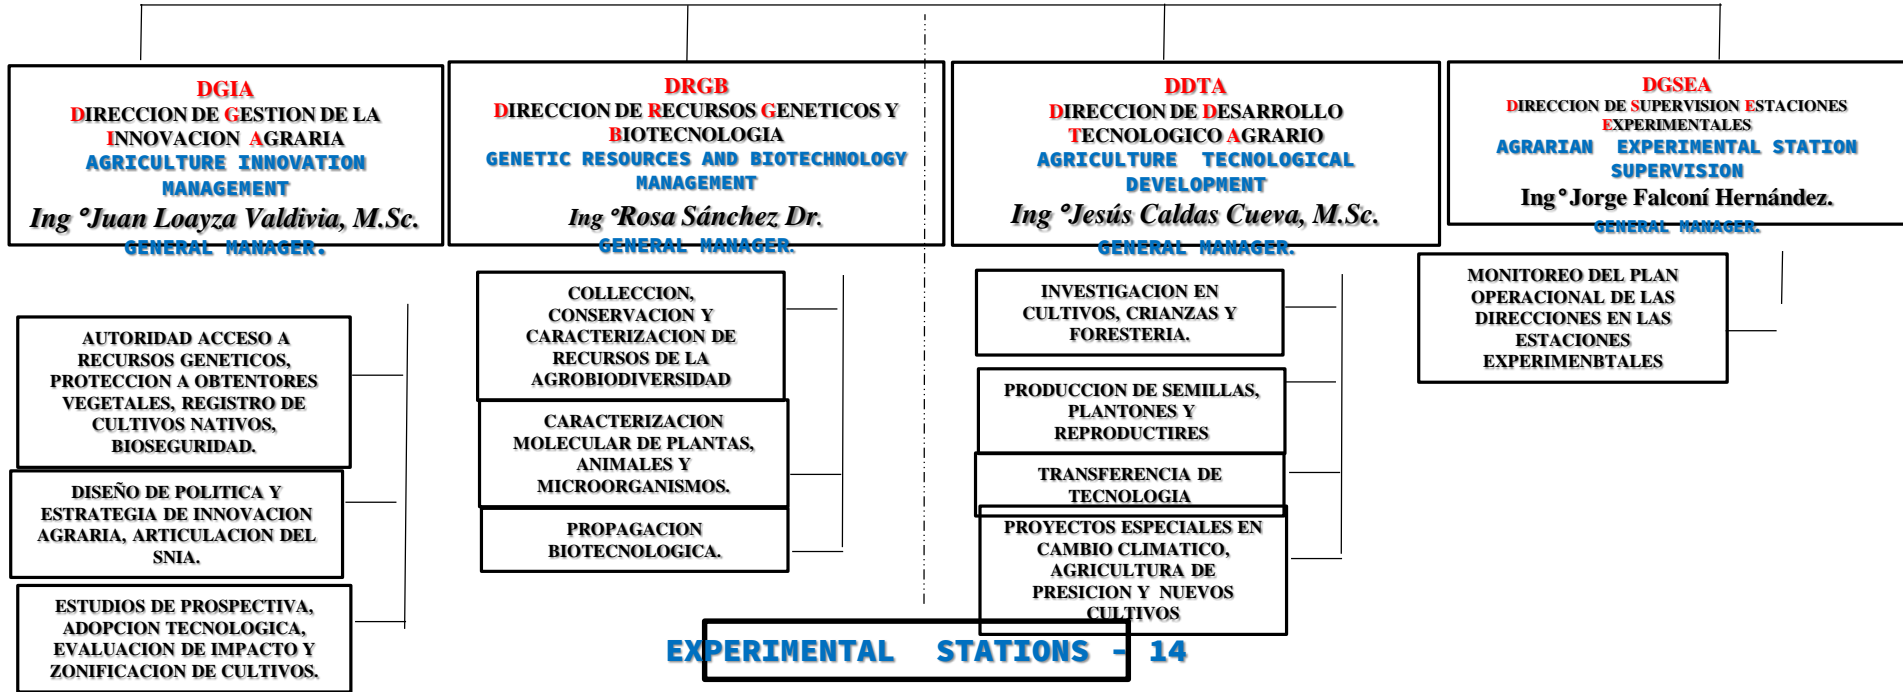 DGIA
DIRECCION DE GESTION DE LA
INNOVACION AGRARIA
AGRICULTURE INNOVATION
MANAGEMENT
Ing °Juan Loayza Valdivia, M.Sc.
GENERAL MANAGER.
AUTORIDAD ACCESO A
RECURSOS GENETICOS,
PROTECCION A OBTENTORES
VEGETALES, REGISTRO DE
CULTIVOS NATIVOS,
BIOSEGURIDAD.
DISEÑO DE POLITICA Y
ESTRATEGIA DE INNOVACION
AGRARIA, ARTICULACION DEL
SNIA.
ESTUDIOS DE PROSPECTIVA,
ADOPCION TECNOLOGICA,
EVALUACION DE IMPACTO Y
ZONIFICACION DE CULTIVOS.
DRGB
DIRECCION DE RECURSOS GENETICOS Y
BIOTECNOLOGIA
GENETIC RESOURCES AND BIOTECHNOLOGY
MANAGEMENT
Ing °Rosa Sánchez Dr.
GENERAL MANAGER.
COLLECCION,
CONSERVACION Y
CARACTERIZACION DE
RECURSOS DE LA
AGROBIODIVERSIDAD
CARACTERIZACION
MOLECULAR DE PLANTAS,
ANIMALES Y
MICROORGANISMOS.
PROPAGACION
BIOTECNOLOGICA.
DDTA
DIRECCION DE DESARROLLO
TECNOLOGICO AGRARIO
AGRICULTURE TECNOLOGICAL
DEVELOPMENT
Ing °Jesús Caldas Cueva, M.Sc.
GENERAL MANAGER.
INVESTIGACION EN
CULTIVOS, CRIANZAS Y
FORESTERIA.
PRODUCCION DE SEMILLAS,
PLANTONES Y
REPRODUCTIRES
TRANSFERENCIA DE
TECNOLOGIA
PROYECTOS ESPECIALES EN
CAMBIO CLIMATICO,
AGRICULTURA DE
PRESICION Y NUEVOS
CULTIVOS
DGSEA
DIRECCION DE SUPERVISION ESTACIONES
EXPERIMENTALES
AGRARIAN EXPERIMENTAL STATION
SUPERVISION
Ing° Jorge Falconí Hernández.
GENERAL MANAGER.
MONITOREO DEL PLAN
OPERACIONAL DE LAS
DIRECCIONES EN LAS
ESTACIONES
EXPERIMENBTALES
EXPERIMENTAL STATIONS - 14